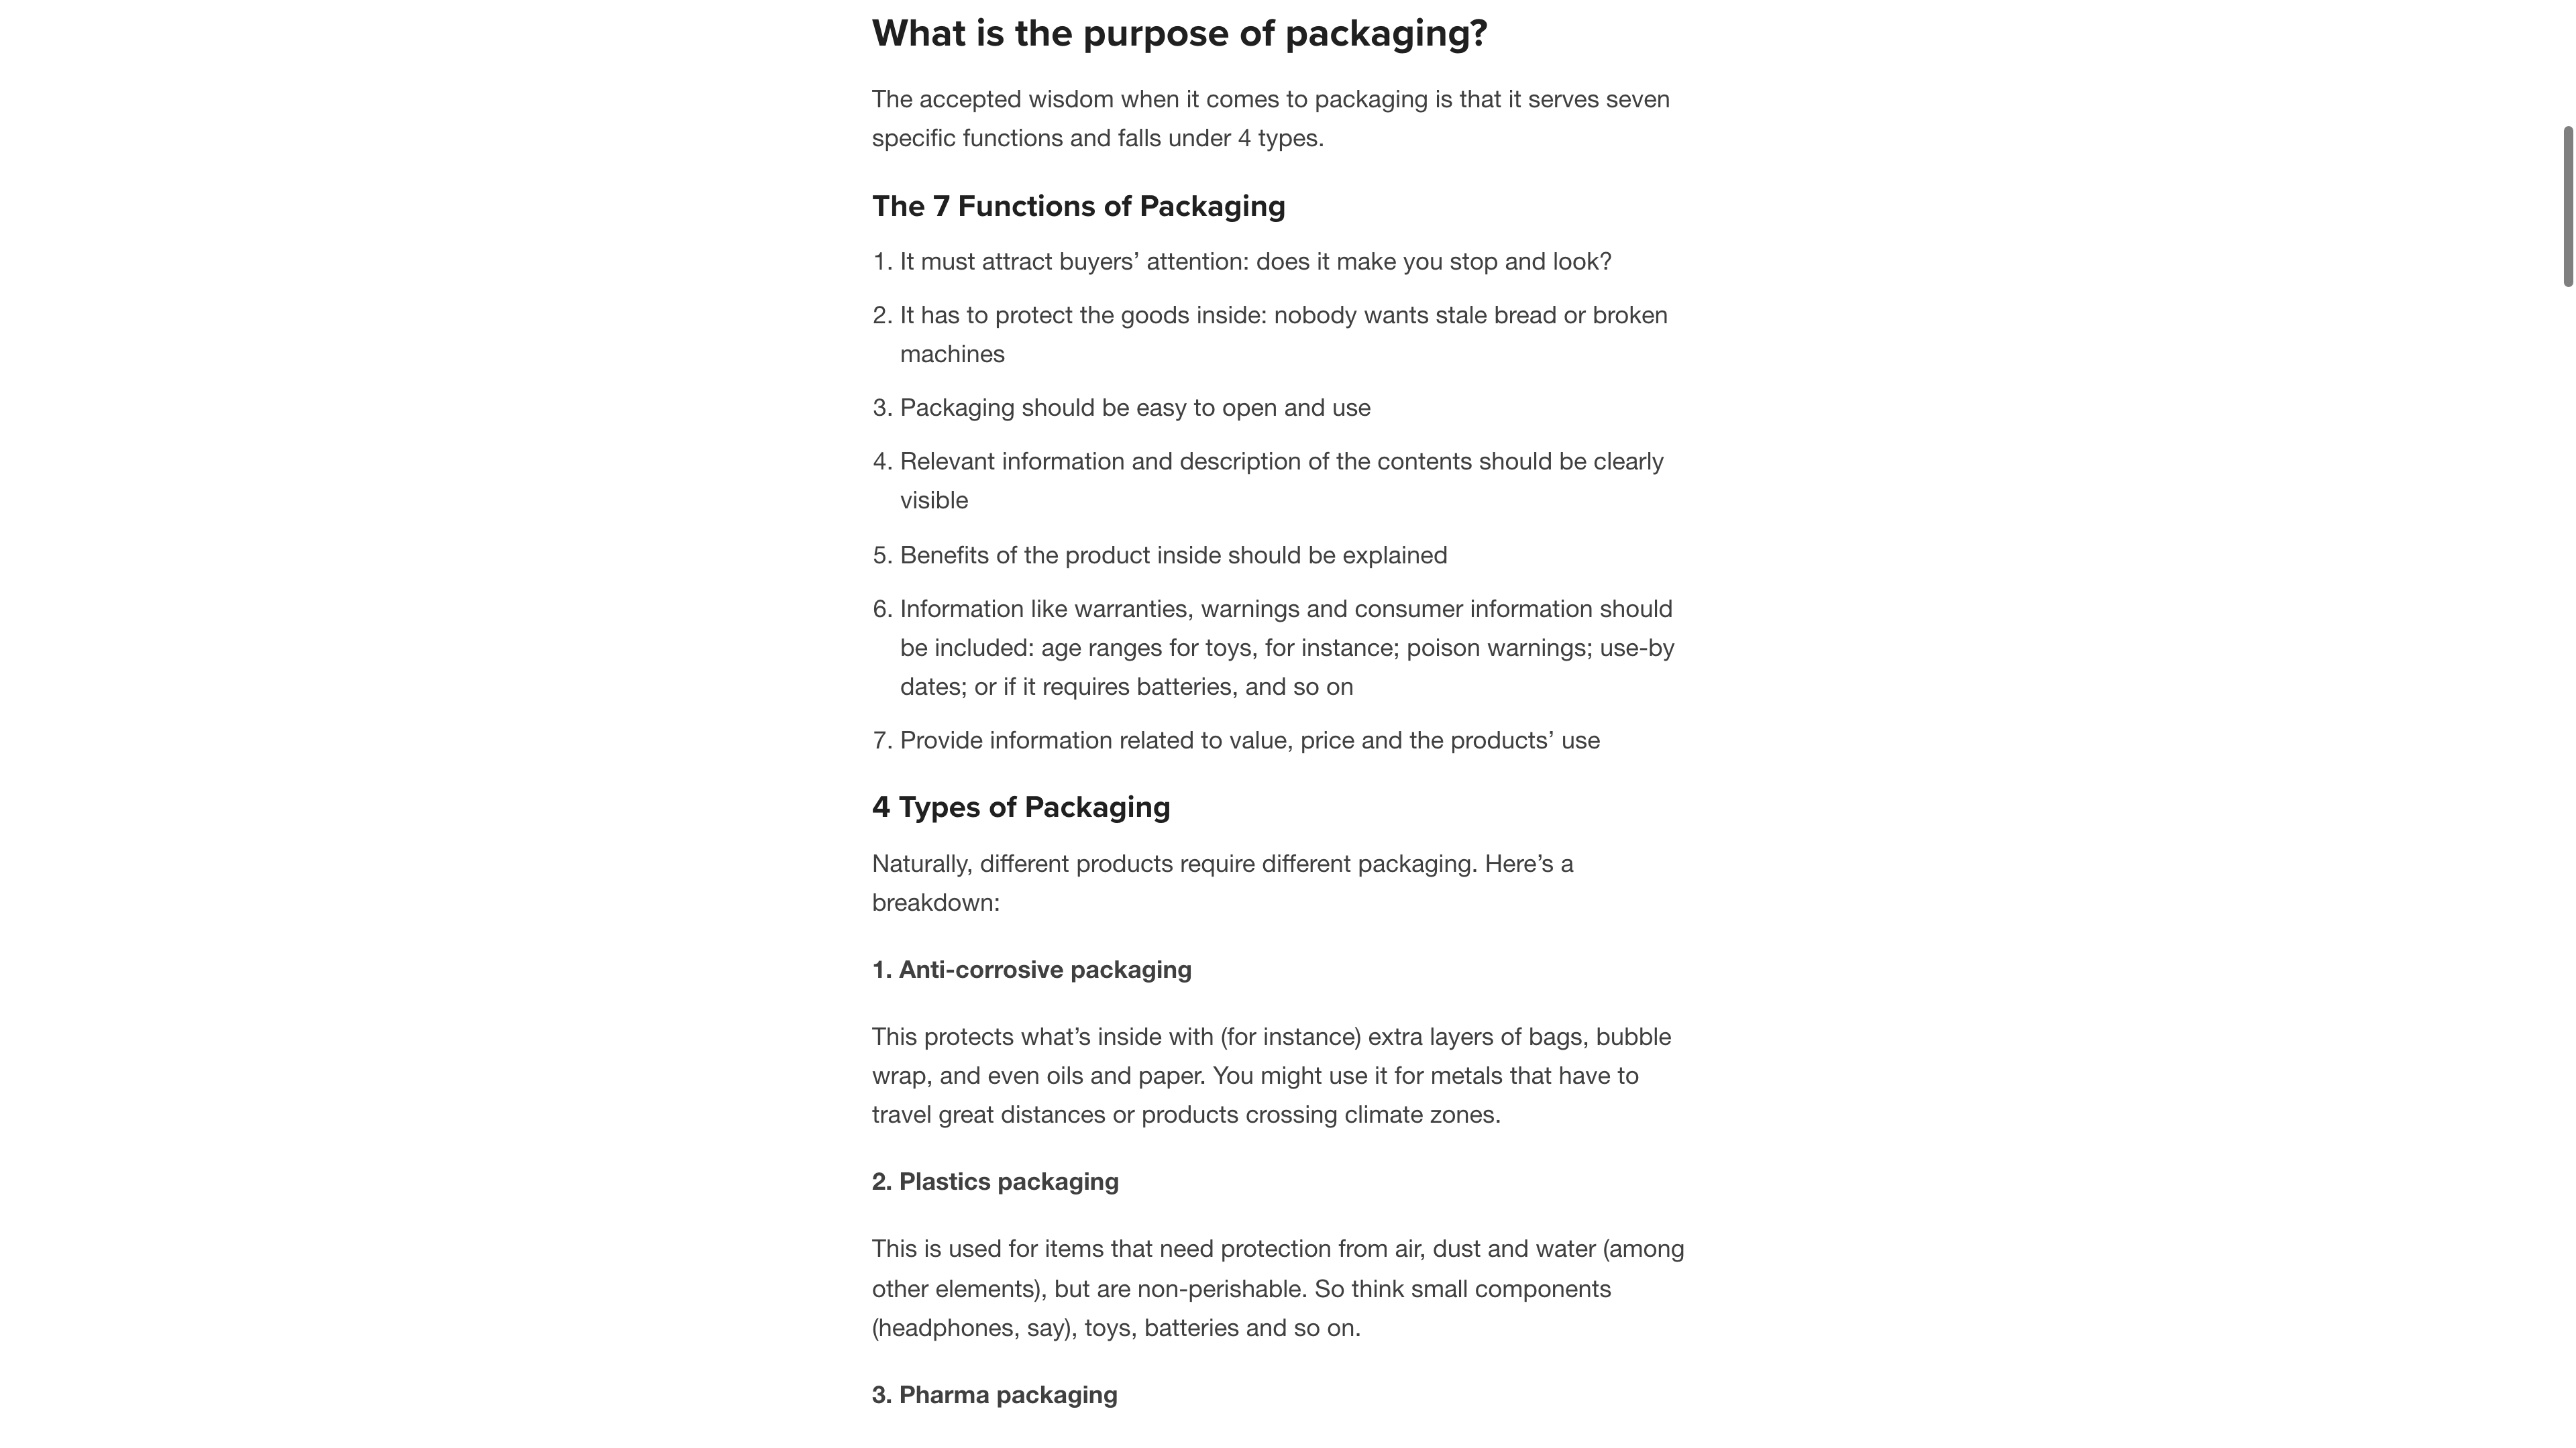 What is the purpose of packaging?
The accepted wisdom when it comes to packaging is that it serves seven
specific functions and falls under 4 types.
The 7 Functions of Packaging
1. It must attract buyers’ attention: does it make you stop and look?
2. It has to protect the goods inside: nobody wants stale bread or broken
machines
3. Packaging should be easy to open and use
4. Relevant information and description of the contents should be clearly
visible
5. Benefits of the product inside should be explained
6. Information like warranties, warnings and consumer information should
be included: age ranges for toys, for instance; poison warnings; use-by
dates; or if it requires batteries, and so on
7. Provide information related to value, price and the products’ use
4 Types of Packaging
Naturally, different products require different packaging. Here’s a
breakdown:
1. Anti-corrosive packaging
This protects what’s inside with (for instance) extra layers of bags, bubble
wrap, and even oils and paper. You might use it for metals that have to
travel great distances or products crossing climate zones.
2. Plastics packaging
This is used for items that need protection from air, dust and water (among
other elements), but are non-perishable. So think small components
(headphones, say), toys, batteries and so on.
3. Pharma packaging